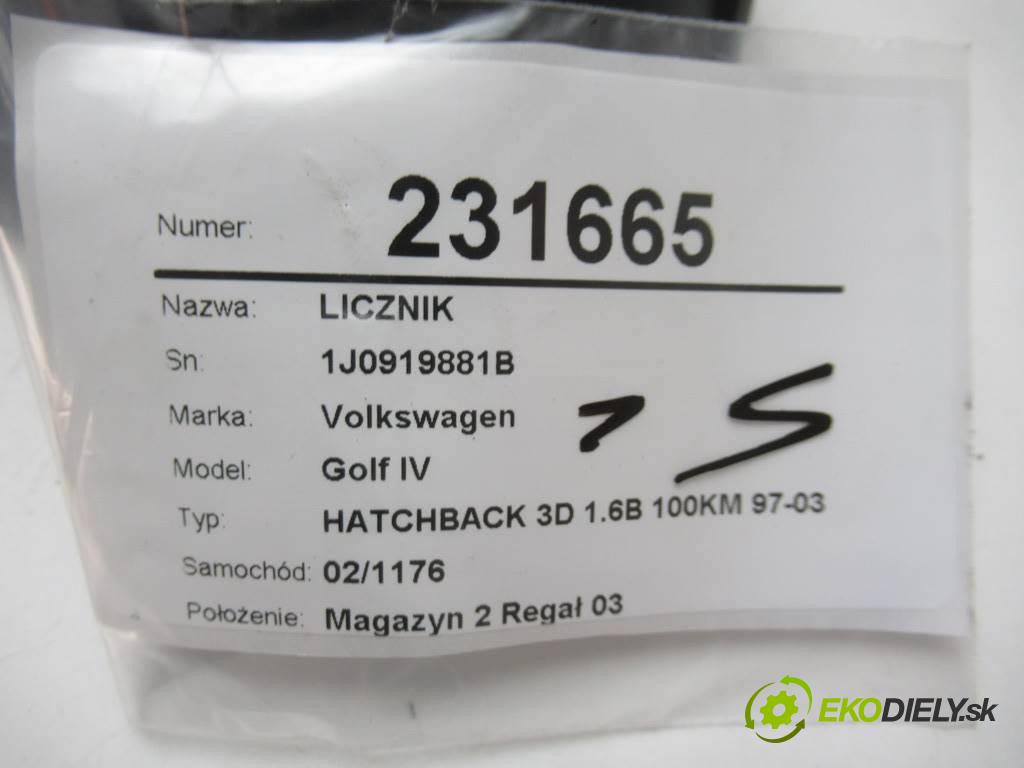 Numer: 231665
Nazwa: LICZNIK
Sn: 1J0919881B
Marka: Volkswagen
Model: Golf IV
Typ: HATCHBACK 3D 1.6B 100KM 97-03
Samochód: 02/1176
Położenie: Magazyn 2 Regał 03
EKODIELY.sk